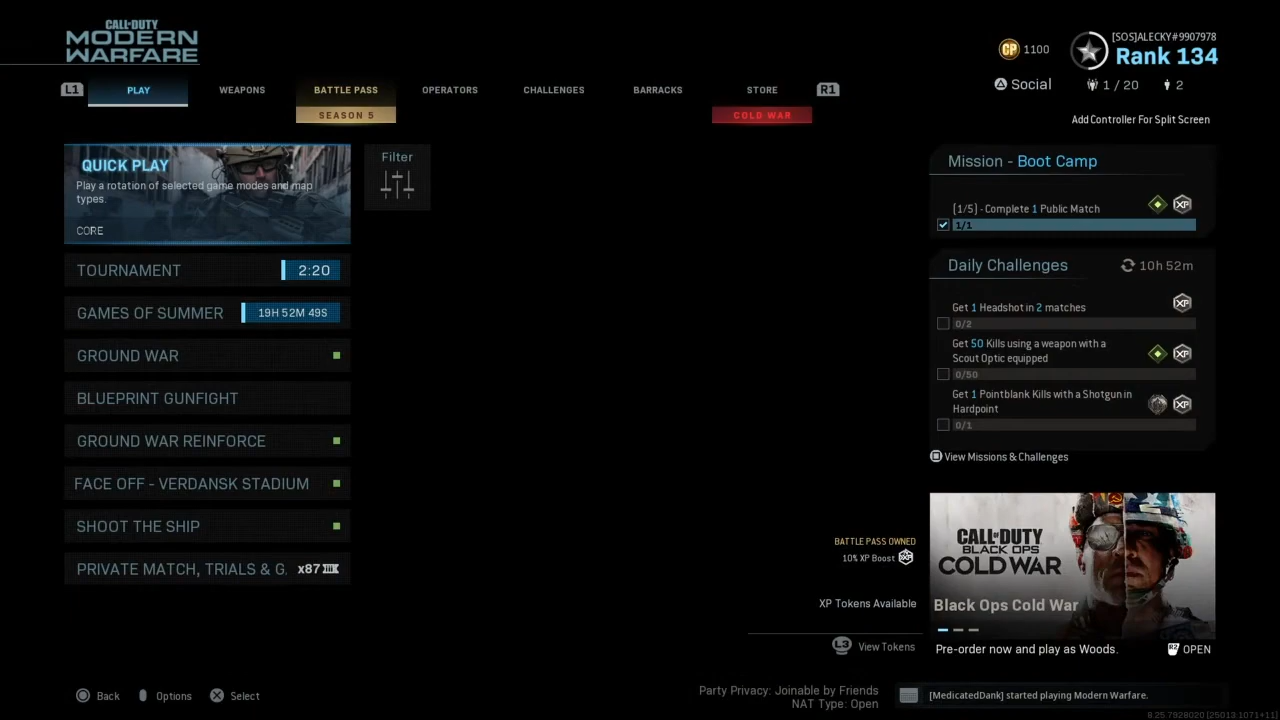 CALL OF DUTY
MODERN
WARFARE
CP 1100
[SOS]ALECKY#9907978
Rank 134
Social
1 / 20
2
Add Controller For Split Screen
L1
PLAY
WEAPONS
BATTLE PASS
SEASON 5
OPERATORS
CHALLENGES
BARRACKS
STORE
COLD WAR
R1
QUICK PLAY
Play a rotation of selected game modes and map
types.
CORE
Filter
TOURNAMENT
2:20
GAMES OF SUMMER
19H 52M 49S
GROUND WAR
BLUEPRINT GUNFIGHT
GROUND WAR REINFORCE
FACE OFF - VERDANSK STADIUM
SHOOT THE SHIP
PRIVATE MATCH, TRIALS & G.
x87
Mission - Boot Camp
[1/5] - Complete 1 Public Match
XP
1/1
Daily Challenges
10h 52m
Get 1 Headshot in 2 matches
XP
0/2
Get 50 Kills using a weapon with a
Scout Optic equipped
XP
0/50
Get 1 Pointblank Kills with a Shotgun in
Hardpoint
XP
0/1
View Missions & Challenges
BATTLE PASS OWNED
10% XP Boost
XP Tokens Available
L3
View Tokens
CALL OF DUTY
BLACK OPS
COLD WAR
Black Ops Cold War
Pre-order now and play as Woods.
R2
OPEN
Back
Options
Select
Party Privacy: Joinable by Friends
NAT Type: Open
[MedicatedDank] started playing Modern Warfare.